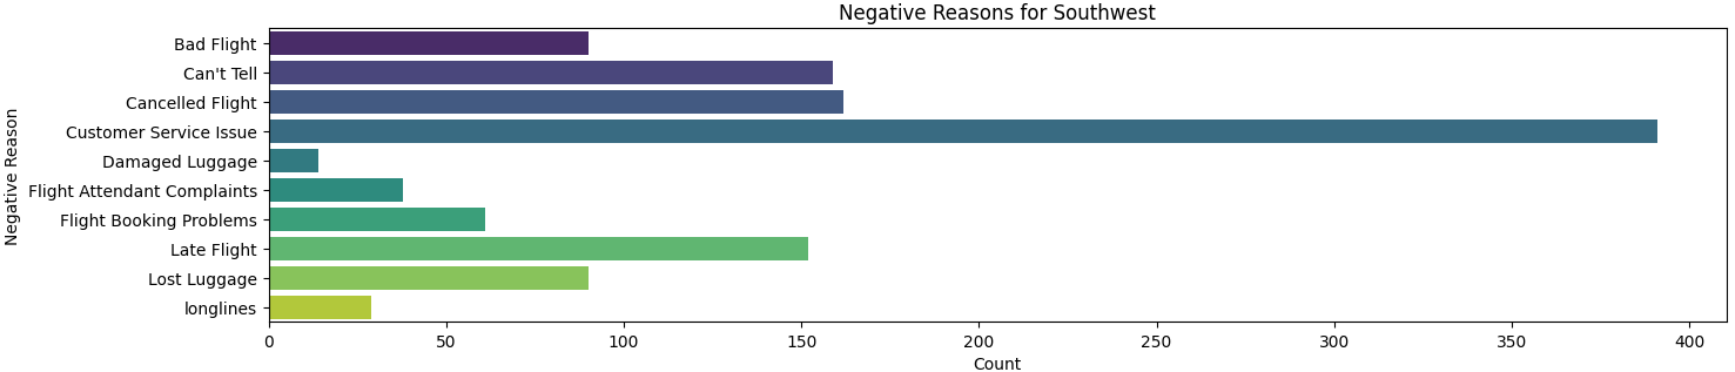 Negative Reasons for Southwest
Negative Reason
Bad Flight
Can't Tell
Cancelled Flight
Customer Service Issue
Damaged Luggage
Flight Attendant Complaints
Flight Booking Problems
Late Flight
Lost Luggage
longlines
0 50 100 150 200 250 300 350 400
Count